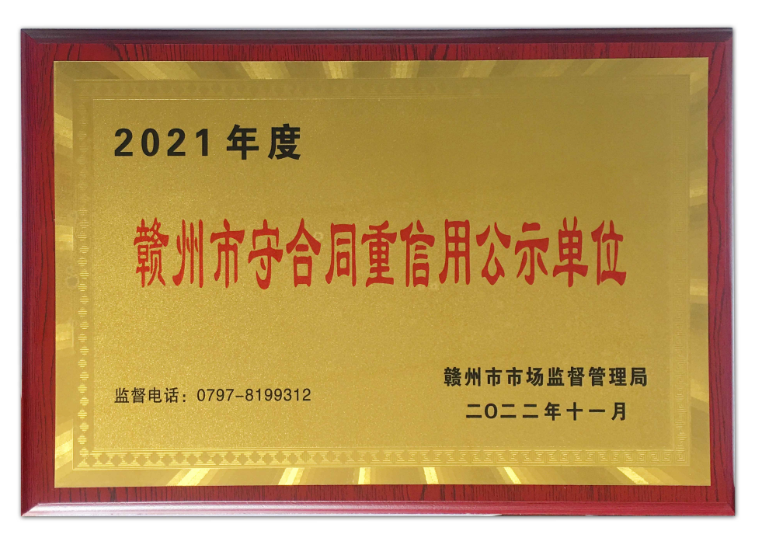 2021年度
赣州市守合同重信用公示单位
赣州市市场监督管理局
监督电话：0797-8199312
二〇二二年十一月